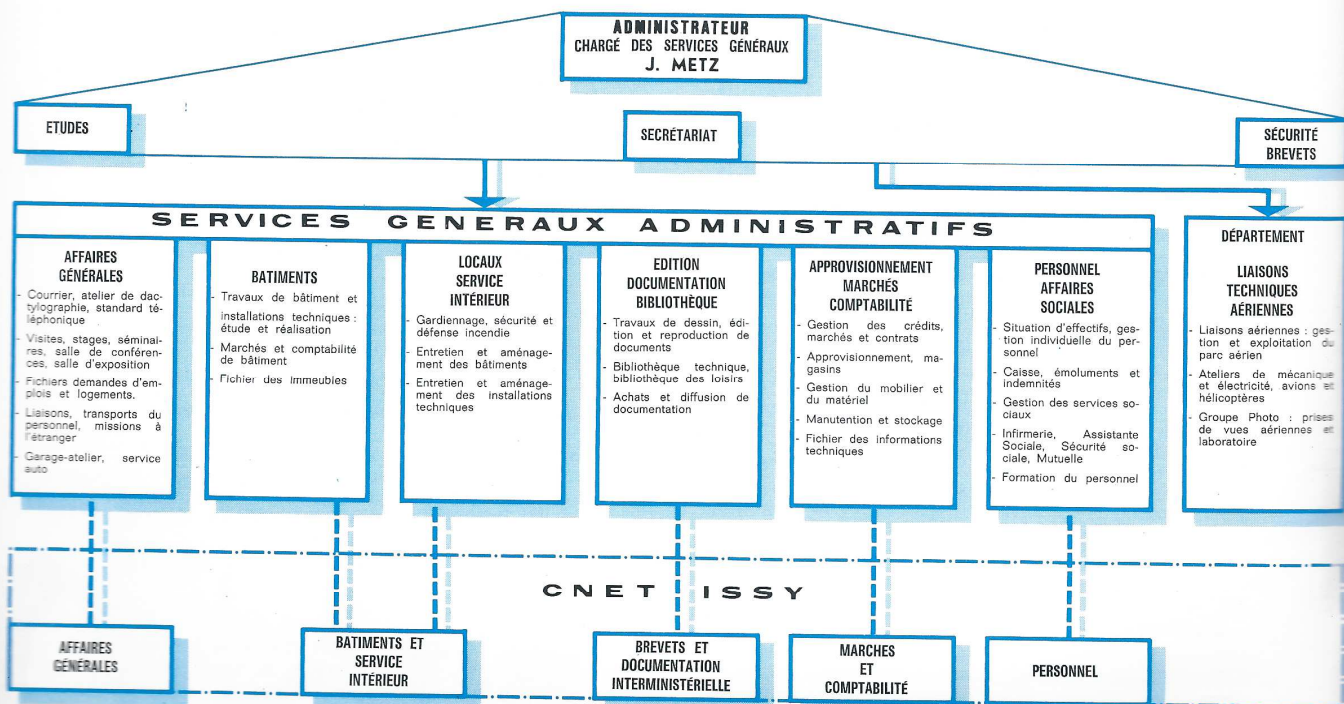 ADMINISTRATEUR
CHARGÉ DES SERVICES GÉNÉRAUX
J. METZ
ETUDES
SECRÉTARIAT
SÉCURITÉ
BREVETS
SERVICES GENERAUX ADMINISTRATIFS
AFFAIRES
GÉNÉRALES
- Courrier, atelier de dac-
tylographie, standard té-
léphonique
- Visites, stages, séminai-
res, salle de conféren-
ces, salle d'exposition
- Fichiers demandes d'em-
plois et logements.
- Liaisons, transports du
personnel, missions à
l'étranger
- Garage-atelier, service
auto
BATIMENTS
- Travaux de bâtiment et
installations techniques :
étude et réalisation
- Marchés et comptabilité
de bâtiment
- Fichier des Immeubles
LOCAUX
SERVICE
INTÉRIEUR
- Gardiennage, sécurité et
défense incendie
- Entretien et aménage-
ment des bâtiments
- Entretien et aménage-
ment des installations
techniques
EDITION
DOCUMENTATION
BIBLIOTHÈQUE
- Travaux de dessin, édi-
tion et reproduction de
documents
- Bibliothèque technique,
bibliothèque des loisirs
- Achats et diffusion de
documentation
APPROVISIONNEMENT
MARCHÉS
COMPTABILITÉ
- Gestion des crédits,
marchés et contrats
- Approvisionnement, ma-
gasins
- Gestion du mobilier et
du matériel
- Manutention et stockage
- Fichier des informations
techniques
PERSONNEL
AFFAIRES
SOCIALES
- Situation d'effectifs, ges-
tion individuelle du per-
sonnel
- Caisse, émoluments et
indemnités
- Gestion des services so-
ciaux
- Infirmerie, Assistante
Sociale, Sécurité so-
ciale, Mutuelle
- Formation du personnel
DÉPARTEMENT
LIAISONS
TECHNIQUES
AÉRIENNES
- Liaisons aériennes : ges-
tion et exploitation du
parc aérien
- Ateliers de mécanique
et électricité, avions et
hélicoptères
- Groupe Photo : prises
de vues aériennes et
laboratoire
CNET ISSY
AFFAIRES
GÉNÉRALES
BATIMENTS ET
SERVICE
INTÉRIEUR
BREVETS ET
DOCUMENTATION
INTERMINISTÉRIELLE
MARCHES
ET
COMPTABILITÉ
PERSONNEL